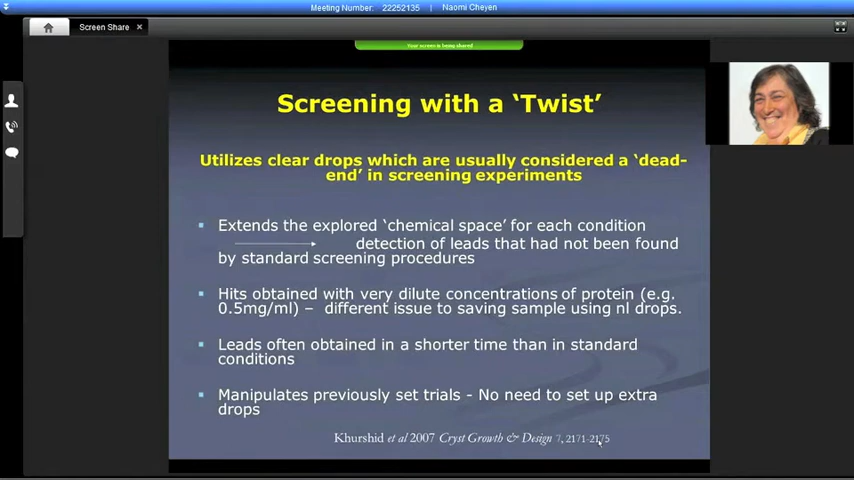 Meeting Number: 22252135 | Naomi Cheyen
Screen Share
Your screen is being shared
Screening with a ‘Twist’
Utilizes clear drops which are usually considered a ‘dead-
end’ in screening experiments
Extends the explored ‘chemical space’ for each condition
detection of leads that had not been found
by standard screening procedures
Hits obtained with very dilute concentrations of protein (e.g.
0.5mg/ml) – different issue to saving sample using nl drops.
Leads often obtained in a shorter time than in standard
conditions
Manipulates previously set trials - No need to set up extra
drops
Khurshid et al 2007 Cryst Growth & Design 7, 2171-2175